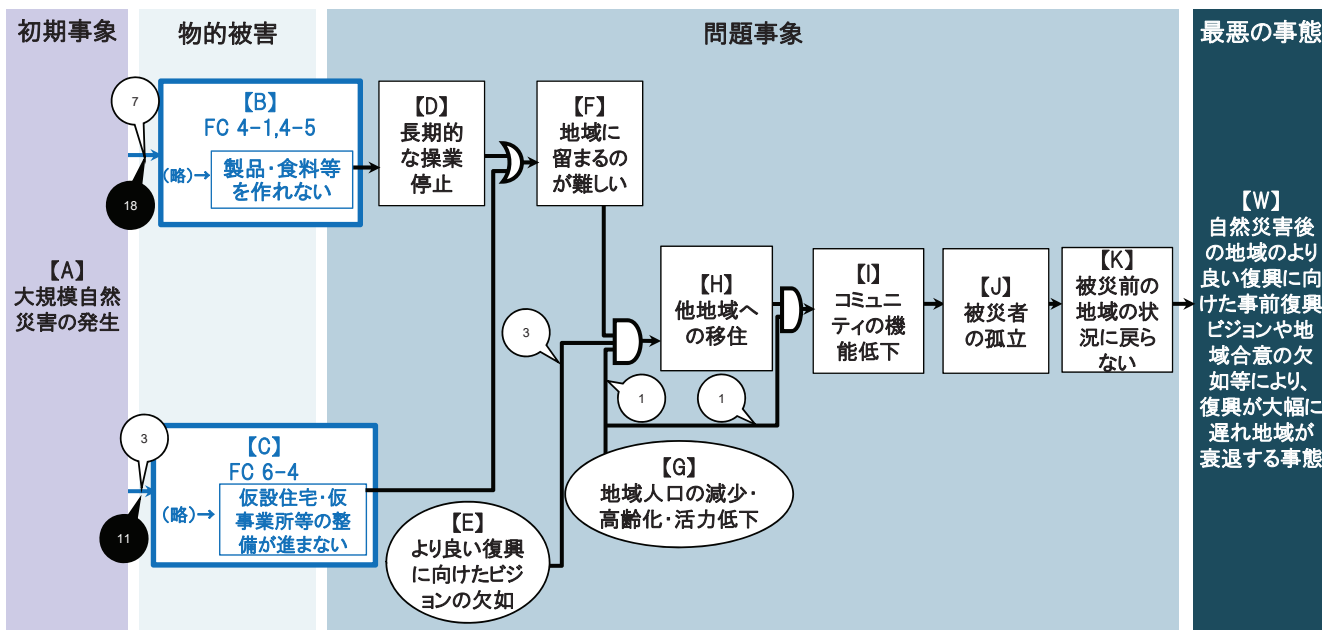 初期事象
物的被害
問題事象
最悪の事態
7
18
【B】
FC 4-1,4-5
(略)→
製品・食料等
を作れない
【D】
長期的
な操業
停止
【F】
地域に
留まるの
が難しい
【A】
大規模自然
災害の発生
3
【H】
他地域へ
の移住
【I】
コミュニ
ティの機
能低下
【J】
被災者
の孤立
【K】
被災前の
地域の状
況に戻ら
ない
【W】
自然災害後
の地域のより
良い復興に向
けた事前復興
ビジョンや地
域合意の欠
如等により、
復興が大幅に
遅れ地域が
衰退する事態
1
1
3
11
【C】
FC 6-4
(略)→
仮設住宅・仮
事業所等の整
備が進まない
【G】
地域人口の減少・
高齢化・活力低下
【E】
より良い復興
に向けたビジ
ョンの欠如